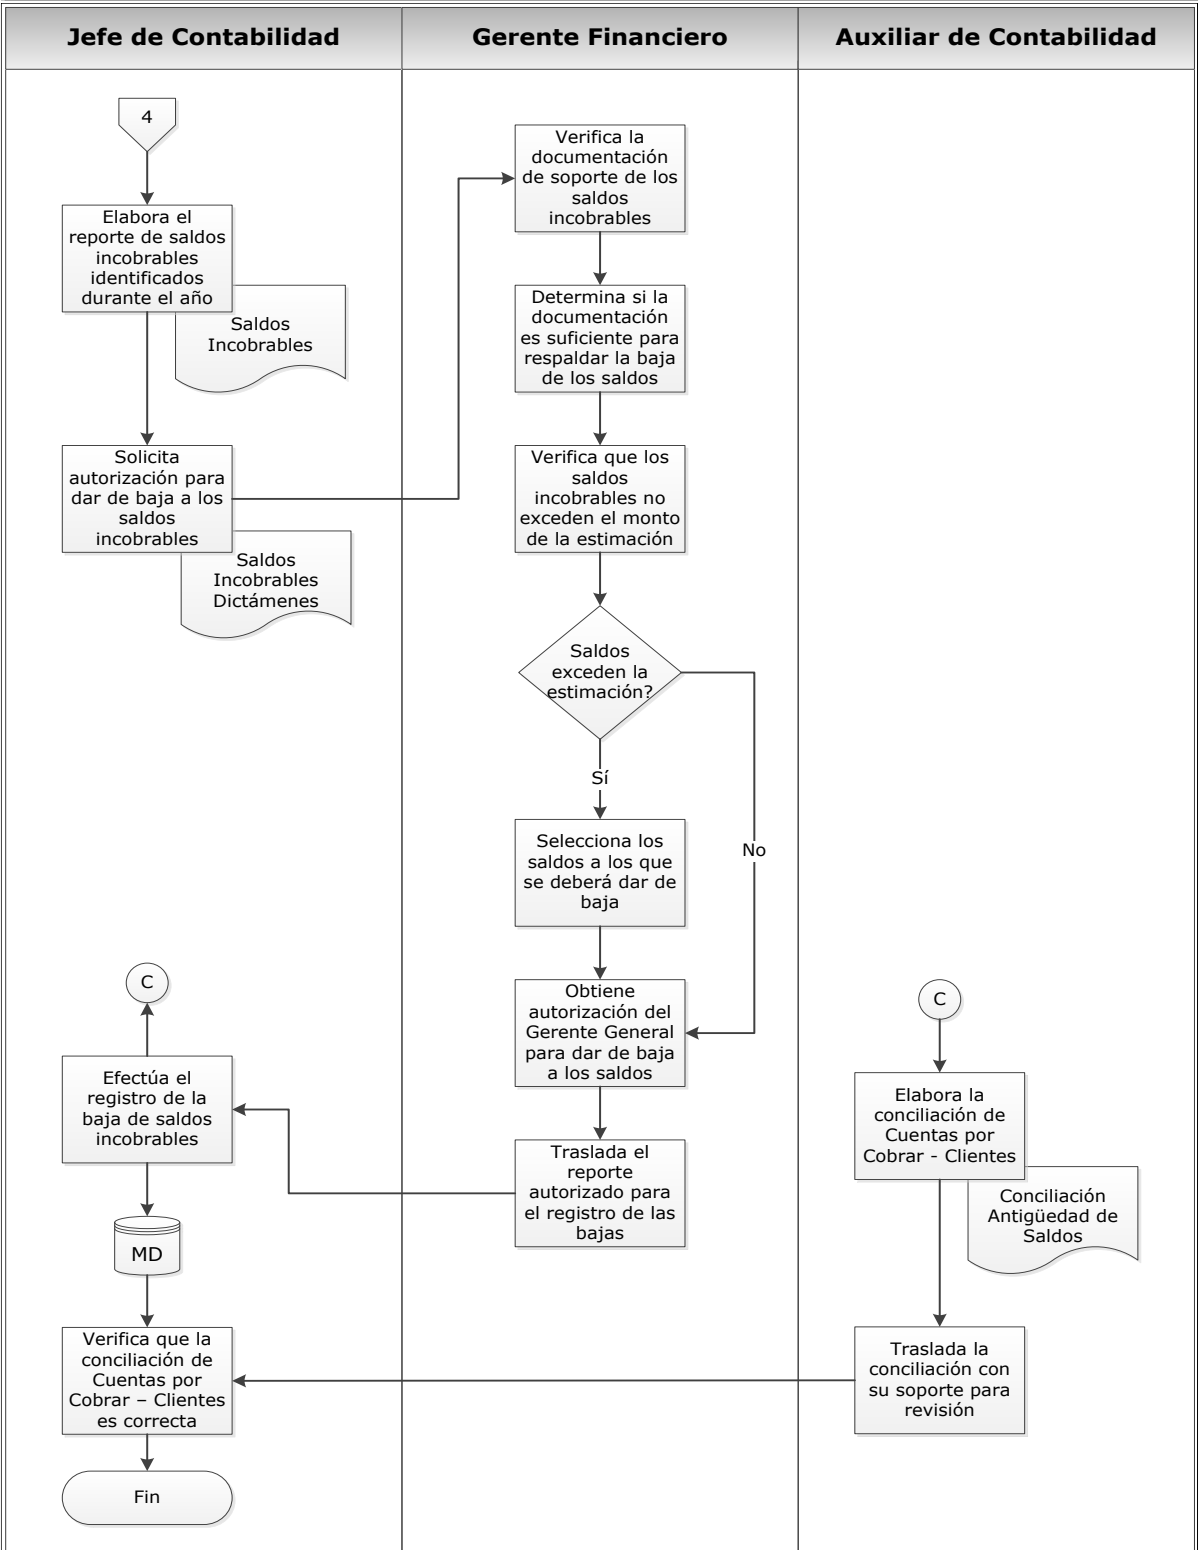 Jefe de Contabilidad
Gerente Financiero
Auxiliar de Contabilidad
4
Elabora el
reporte de saldos
incobrables
identificados
durante el año
Saldos
Incobrables
Solicita
autorización para
dar de baja a los
saldos
incobrables
Saldos
Incobrables
Dictámenes
Verifica la
documentación
de soporte de los
saldos
incobrables
Determina si la
documentación
es suficiente para
respaldar la baja
de los saldos
Verifica que los
saldos
incobrables no
exceden el monto
de la estimación
Saldos
exceden la
estimación?
Sí
No
Selecciona los
saldos a los que
se deberá dar de
baja
Obtiene
autorización del
Gerente General
para dar de baja
a los saldos
Traslada el
reporte
autorizado para
el registro de las
bajas
C
Efectúa el
registro de la
baja de saldos
incobrables
MD
Verifica que la
conciliación de
Cuentas por
Cobrar – Clientes
es correcta
Fin
C
Elabora la
conciliación de
Cuentas por
Cobrar - Clientes
Conciliación
Antigüedad de
Saldos
Traslada la
conciliación con
su soporte para
revisión